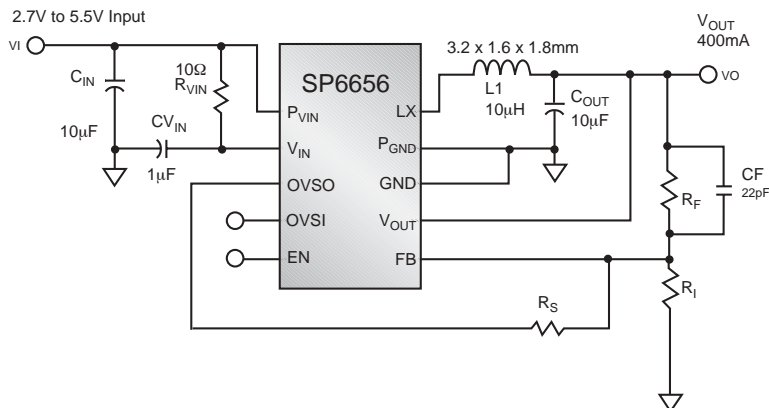 2.7V to 5.5V Input
VI
C_IN
10μF
CV_IN
1μF
10Ω
R_VIN
SP6656
P_VIN
V_IN
OVSO
OVSI
EN
LX
P_GND
GND
V_OUT
FB
3.2 x 1.6 x 1.8mm
L1
10μH
C_OUT
10μF
V_OUT
400mA
VO
R_F
CF
22pF
R_I
R_S